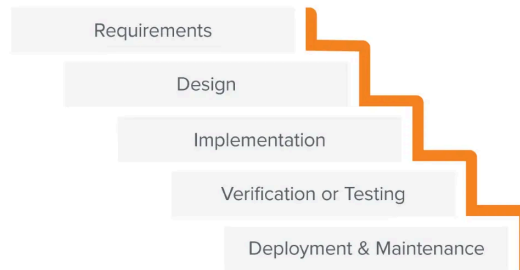 Requirements
Design
Implementation
Verification or Testing
Deployment & Maintenance